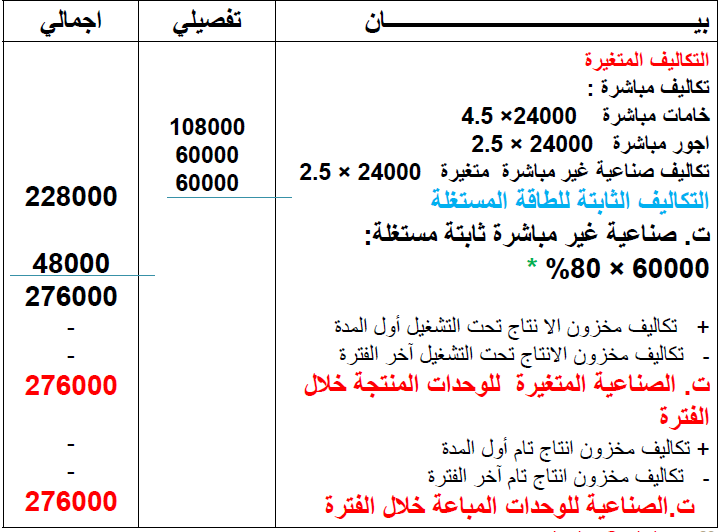 بيـــــــــــــــــــــــــــــــــان تفصيلي اجمالي
التكاليف المتغيرة
تكاليف مباشرة :
خامات مباشرة 24000× 4.5 108000
اجور مباشرة 24000 × 2.5 60000
تكاليف صناعية غير مباشرة متغيرة 24000 × 2.5 60000
228000
التكاليف الثابتة للطاقة المستغلة
ت. صناعية غير مباشرة ثابتة مستغلة:
60000 × 80% * 48000
276000
+ تكاليف مخزون الا نتاج تحت التشغيل أول المدة -
- تكاليف مخزون الانتاج تحت التشغيل آخر الفترة -
ت. الصناعية المتغيرة للوحدات المنتجة خلال 276000
الفترة
+ تكاليف مخزون انتاج تام أول المدة -
- تكاليف مخزون انتاج تام آخر الفترة -
ت.الصناعية للوحدات المباعة خلال الفترة 276000